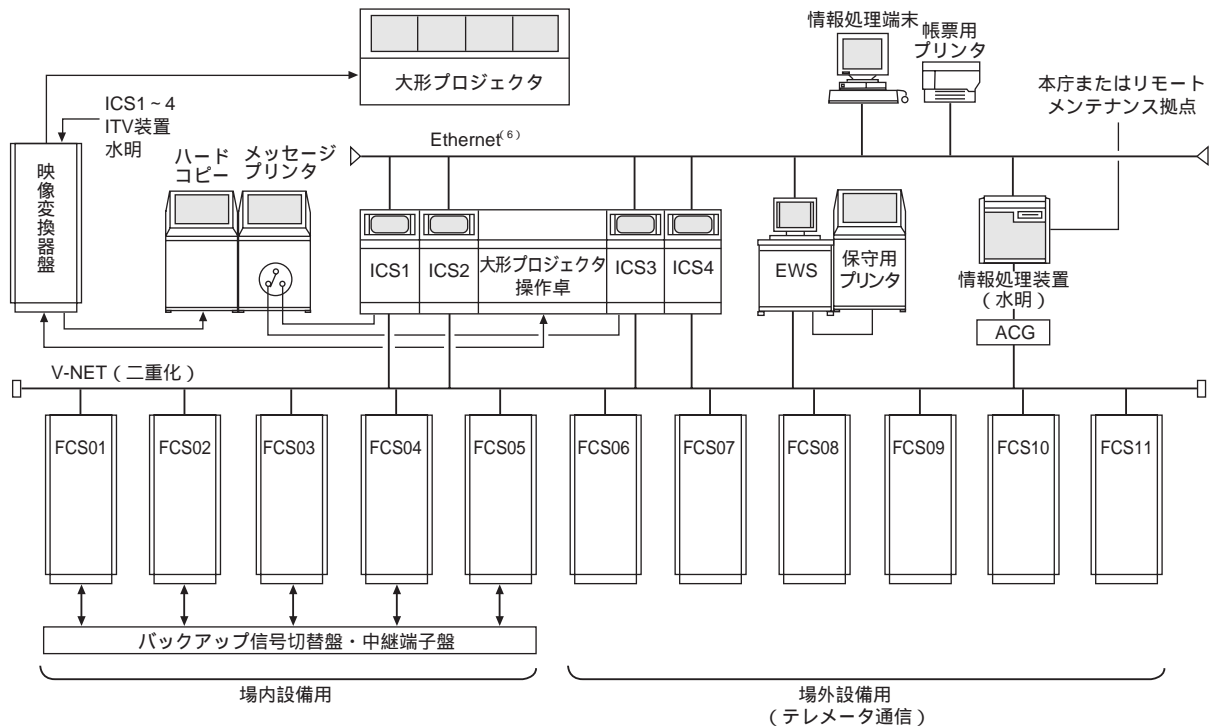 情報処理端末
帳票用
プリンタ
大形プロジェクタ
本庁またはリモート
メンテナンス拠点
ICS1~4
ITV装置
水明
Ethernet(6)
ハード
コピー
メッセージ
プリンタ
映像変換器盤
ICS1
ICS2
大形プロジェクタ
操作卓
ICS3
ICS4
EWS
保守用
プリンタ
情報処理装置
(水明)
ACG
V-NET(二重化)
FCS01
FCS02
FCS03
FCS04
FCS05
FCS06
FCS07
FCS08
FCS09
FCS10
FCS11
バックアップ信号切替盤・中継端子盤
場内設備用
場外設備用
(テレメータ通信)